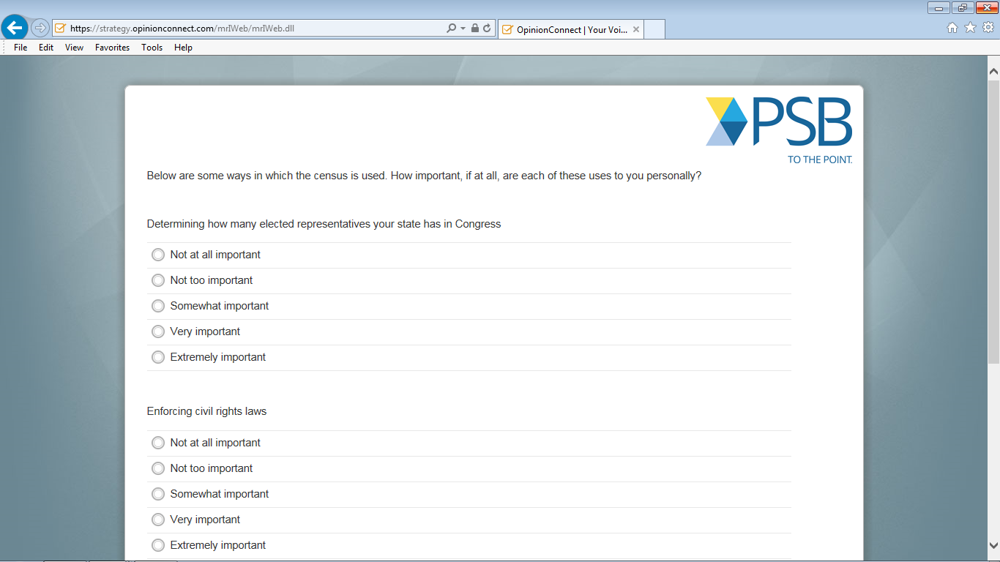 https://strategy.opinionconnect.com/mrIWeb/mrIWeb.dll
OpinionConnect | Your Voi...
File Edit View Favorites Tools Help
PSB
TO THE POINT.
Below are some ways in which the census is used. How important, if at all, are each of these uses to you personally?
Determining how many elected representatives your state has in Congress
Not at all important
Not too important
Somewhat important
Very important
Extremely important
Enforcing civil rights laws
Not at all important
Not too important
Somewhat important
Very important
Extremely important